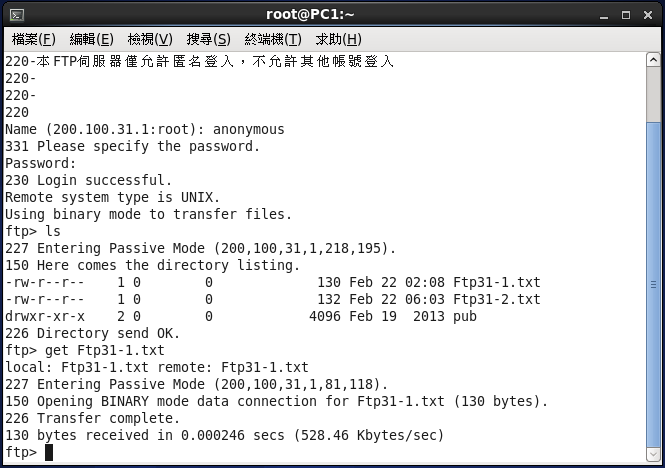 root@PC1:~
檔案(F) 編輯(E) 檢視(V) 搜尋(S) 終端機(T) 求助(H)
220-本FTP伺服器僅允許匿名登入，不允許其他帳號登入
220-
220-
220
Name (200.100.31.1:root): anonymous
331 Please specify the password.
Password:
230 Login successful.
Remote system type is UNIX.
Using binary mode to transfer files.
ftp> ls
227 Entering Passive Mode (200,100,31,1,218,195).
150 Here comes the directory listing.
-rw-r--r--    1 0        0             130 Feb 22 02:08 Ftp31-1.txt
-rw-r--r--    1 0        0             132 Feb 22 06:03 Ftp31-2.txt
drwxr-xr-x    2 0        0            4096 Feb 19  2013 pub
226 Directory send OK.
ftp> get Ftp31-1.txt
local: Ftp31-1.txt remote: Ftp31-1.txt
227 Entering Passive Mode (200,100,31,1,81,118).
150 Opening BINARY mode data connection for Ftp31-1.txt (130 bytes).
226 Transfer complete.
130 bytes received in 0.000246 secs (528.46 Kbytes/sec)
ftp>